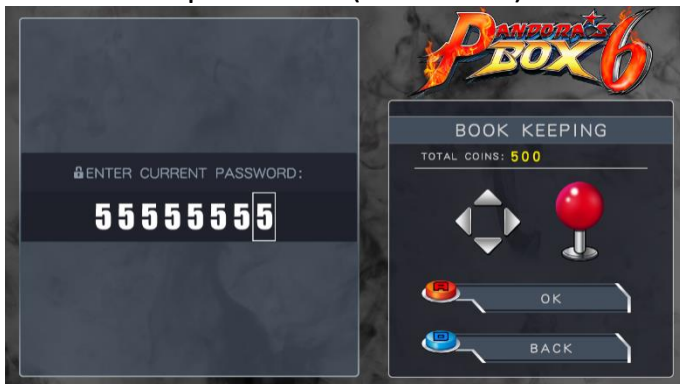 ENTER CURRENT PASSWORD:
55555555
PANDORA'S
BOX 6
BOOK KEEPING
TOTAL COINS: 500
A
OK
B
BACK